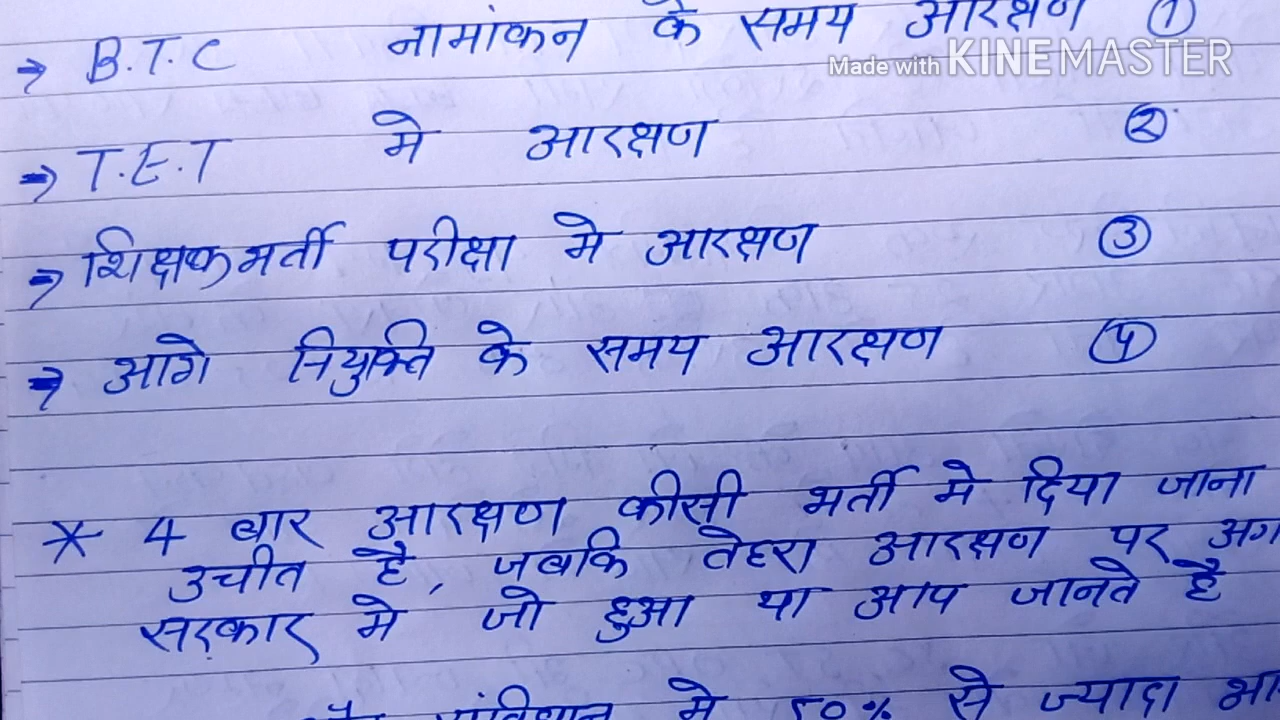 → B.T.C नामांकन के समय आरक्षण ①
Made with KINEMASTER
→ T.E.T मे आरक्षण ②
→ शिक्षक भर्ती परीक्षा मे आरक्षण ③
→ आगे नियुक्ति के समय आरक्षण ④
* 4 बार आरक्षण कीसी भर्ती मे दिया जाना
उचीत है, जबकि तेहरा आरक्षण पर
सरकार मे जो हुआ था आप जानते है
संविधान मे 50% से ज्यादा